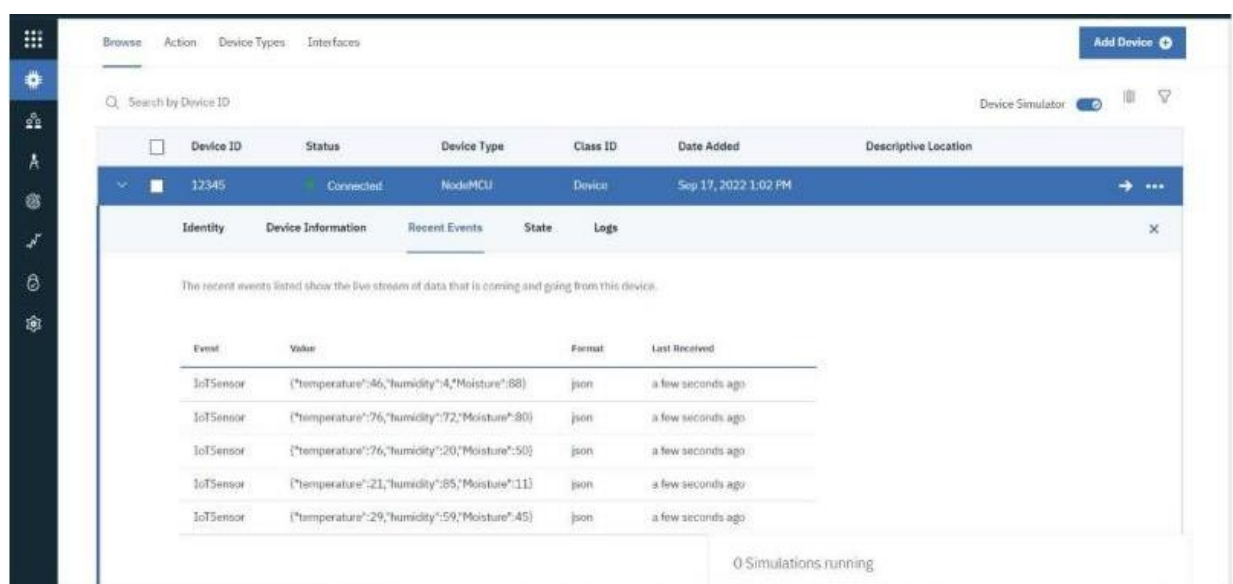 Browse Action Device Types Interfaces Add Device
Search by Device ID Device Simulator
Device ID Status Device Type Class ID Date Added Descriptive Location
12345 Connected NodeMCU Device Sep 17, 2022 1:02 PM
Identity Device Information Recent Events State Logs
The recent events listed show the live stream of data that is coming and going from this device.
Event Value Format Last Received
IoTSensor {"temperature":46,"humidity":4,"Moisture":88} json a few seconds ago
IoTSensor {"temperature":76,"humidity":72,"Moisture":80} json a few seconds ago
IoTSensor {"temperature":76,"humidity":20,"Moisture":50} json a few seconds ago
IoTSensor {"temperature":21,"humidity":85,"Moisture":11} json a few seconds ago
IoTSensor {"temperature":29,"humidity":59,"Moisture":45} json a few seconds ago
0 Simulations running